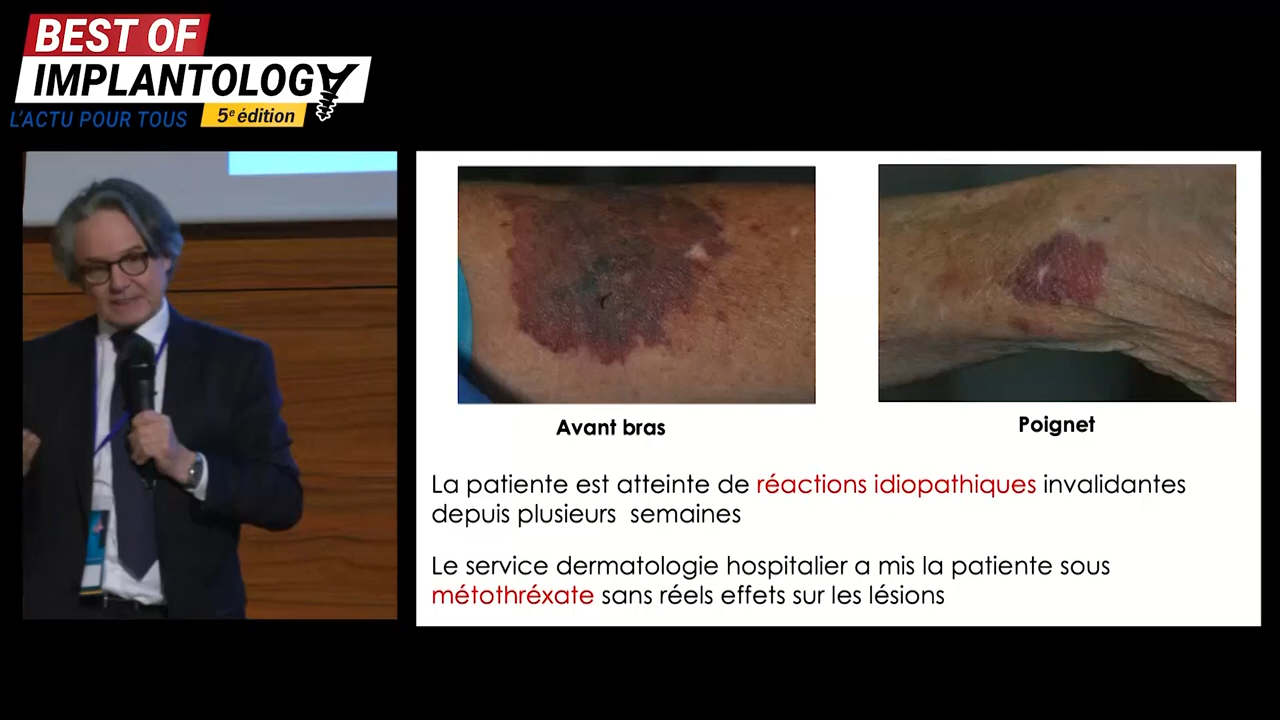 BEST OF
IMPLANTOLOGY
L'ACTU POUR TOUS
5e édition
Avant bras
Poignet
La patiente est atteinte de réactions idiopathiques invalidantes
depuis plusieurs semaines
Le service dermatologie hospitalier a mis la patiente sous
métothréxate sans réels effets sur les lésions